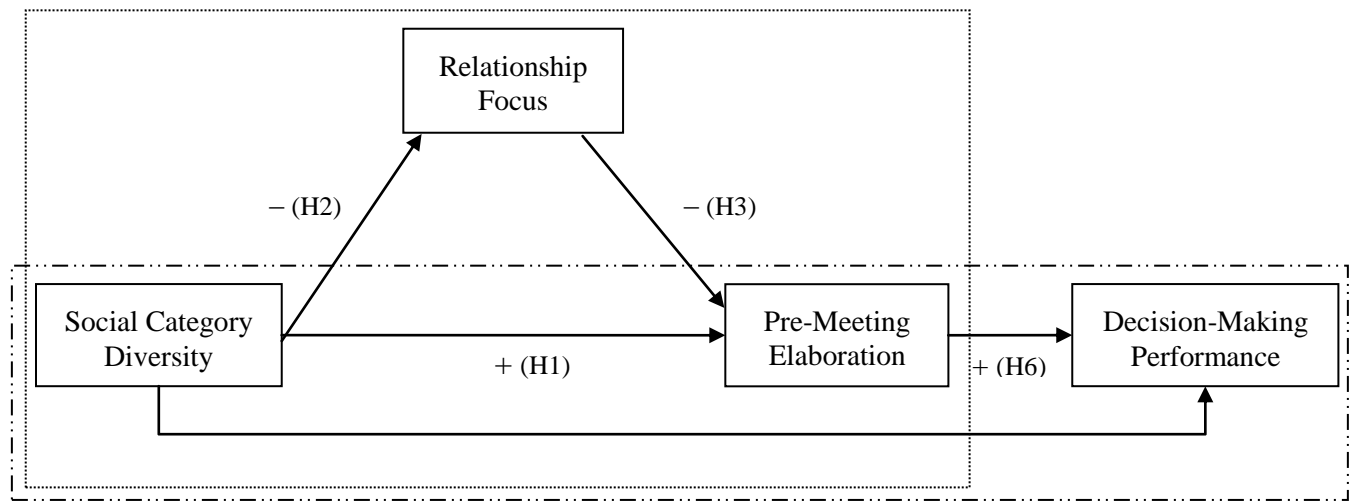 Relationship
Focus
− (H2)
− (H3)
Social Category
Diversity
Pre-Meeting
Elaboration
Decision-Making
Performance
+ (H1)
+ (H6)